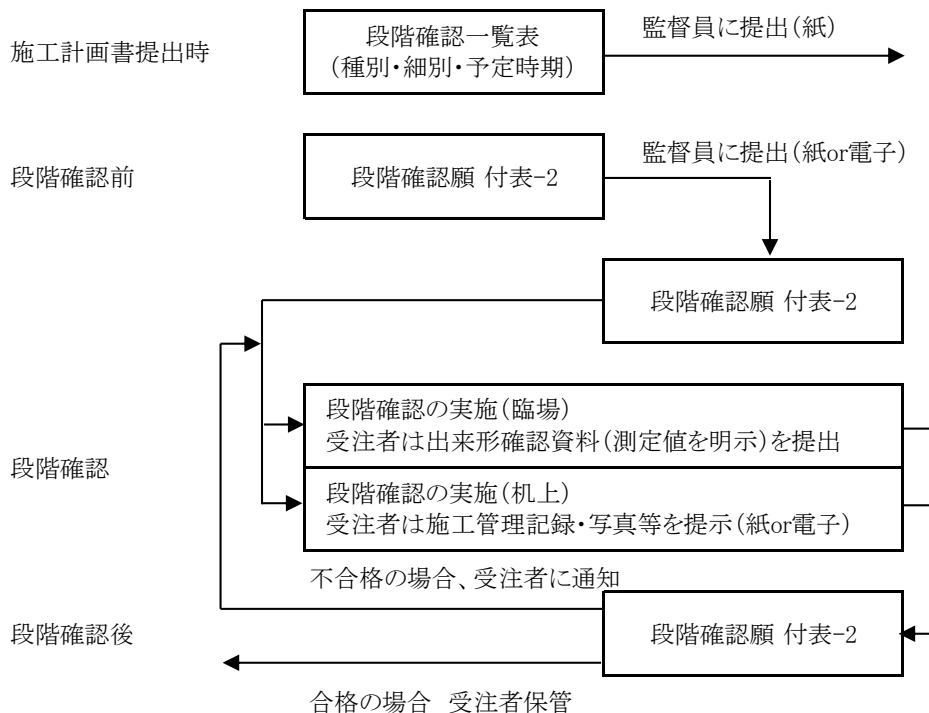 施工計画書提出時
段階確認一覧表
(種別・細別・予定時期)
監督員に提出(紙)
段階確認前
段階確認願 付表-2
監督員に提出(紙or電子)
段階確認願 付表-2
段階確認
段階確認の実施(臨場)
受注者は出来形確認資料(測定値を明示)を提出
段階確認の実施(机上)
受注者は施工管理記録・写真等を提示(紙or電子)
不合格の場合、受注者に通知
段階確認後
段階確認願 付表-2
合格の場合 受注者保管